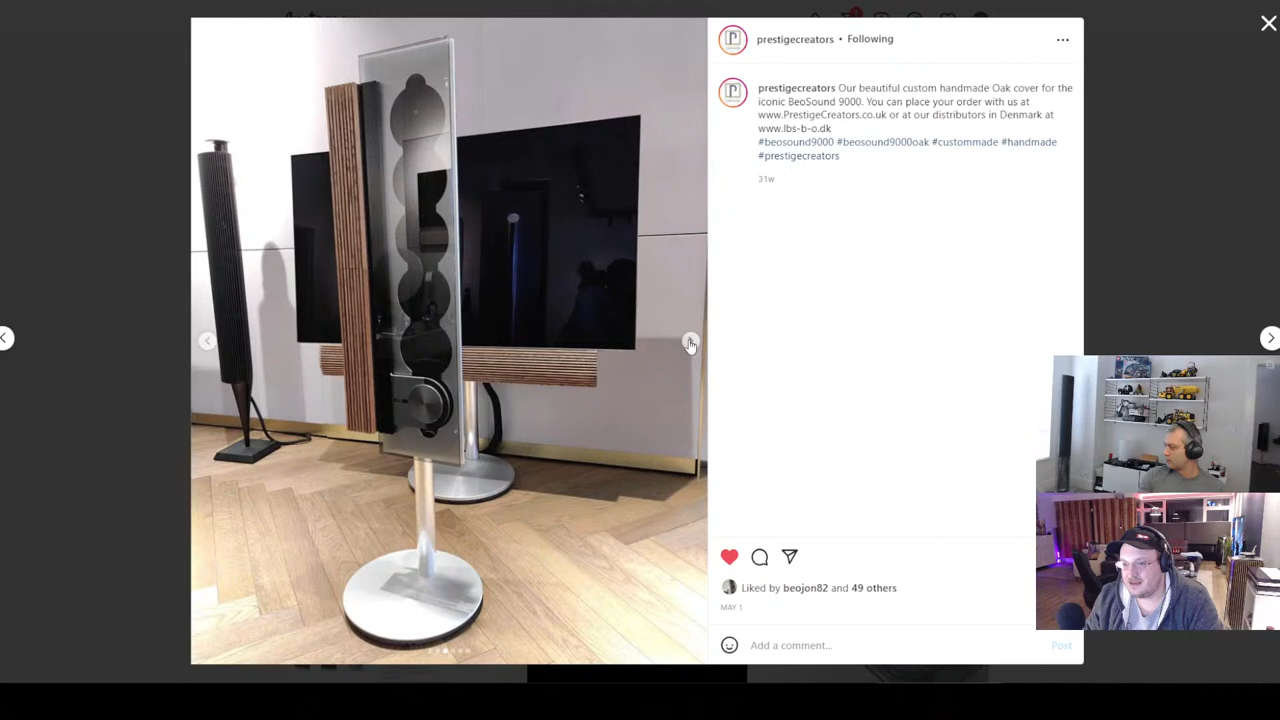 prestigecreators • Following
prestigecreators Our beautiful custom handmade Oak cover for the
iconic BeoSound 9000. You can place your order with us at
www.PrestigeCreators.co.uk or at our distributors in Denmark at
www.lbs-b-o.dk
#beosound9000 #beosound9000oak #custommade #handmade
#prestigecreators
31w
Liked by beojon82 and 49 others
MAY 1
Add a comment...
Post